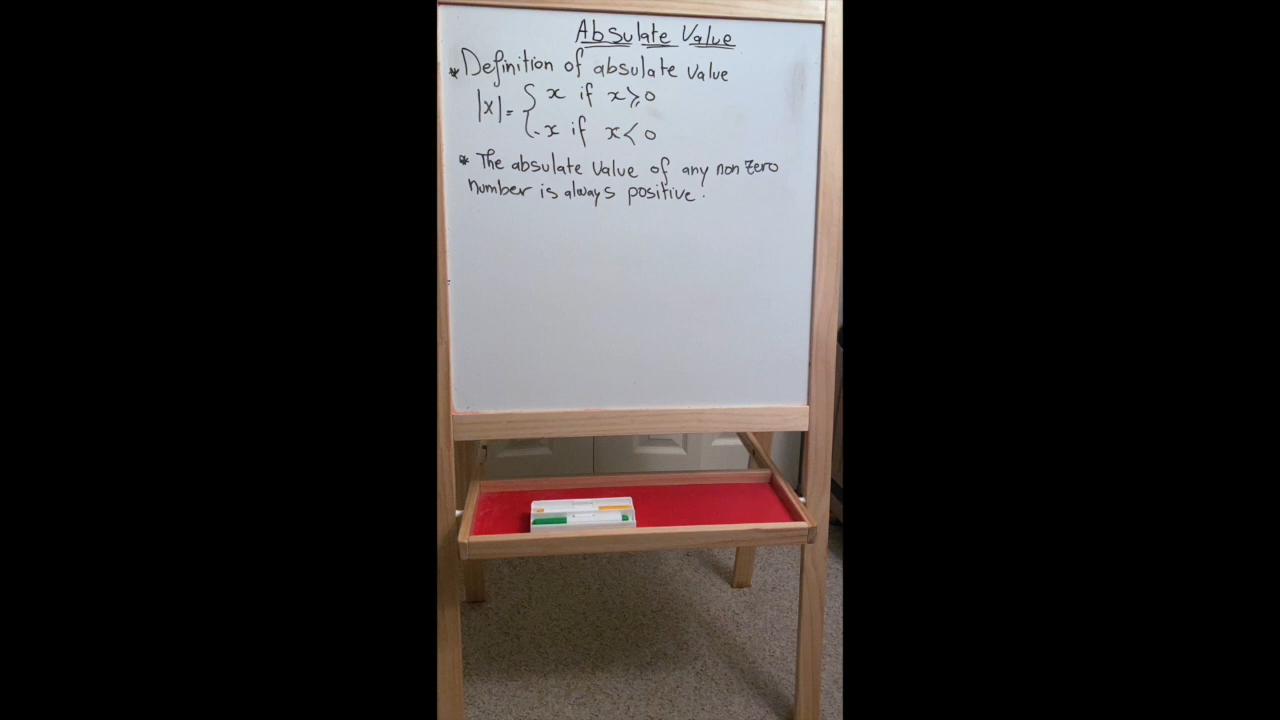 Absulate Value
* Definition of absulate value
|x| = { x if x ≥ 0
-x if x < 0
* The absulate value of any non zero
number is always positive.